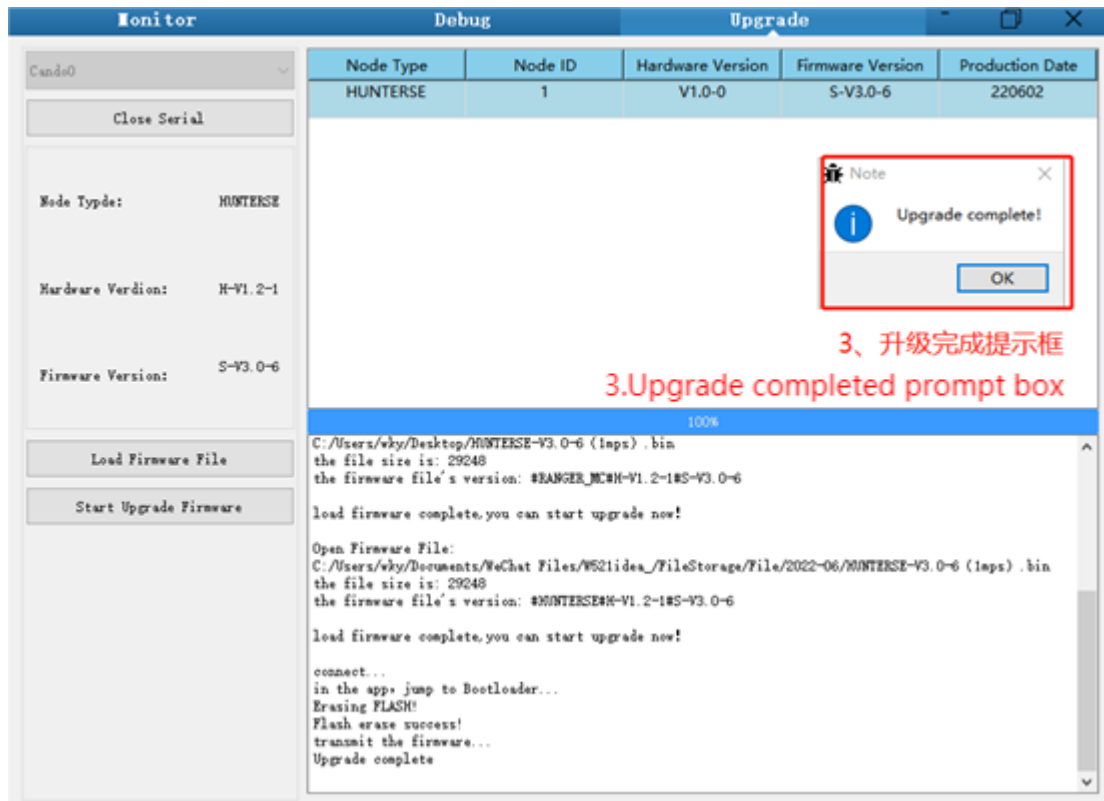 Monitor
Debug
Upgrade
Cando0
Close Serial
Node Typde: HUNTERSE
Hardware Verdion: H-V1.2-1
Firmware Version: S-V3.0-6
Load Firmware File
Start Upgrade Firmware
Node Type Node ID Hardware Version Firmware Version Production Date
HUNTERSE 1 V1.0-0 S-V3.0-6 220602
Note
Upgrade complete!
OK
3、升级完成提示框
3.Upgrade completed prompt box
100%
C:/Users/wky/Desktop/HUNTERSE-V3.0-6 (1mps) .bin
the file size is: 29248
the firmware file's version: #RANGER_MC#H-V1.2-1#S-V3.0-6
load firmware complete,you can start upgrade now!
Open Firmware File:
C:/Users/wky/Documents/WeChat Files/W521idea_/FileStorage/File/2022-06/HUNTERSE-V3.0-6 (1mps) .bin
the file size is: 29248
the firmware file's version: #HUNTERSE#H-V1.2-1#S-V3.0-6
load firmware complete,you can start upgrade now!
connect...
in the app, jump to Bootloader...
Erasing FLASH!
Flash erase success!
transmit the firmware...
Upgrade complete